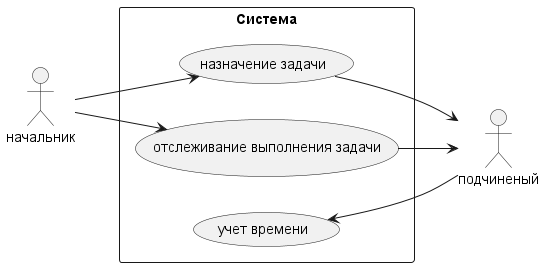 Система
назначение задачи
начальник
отслеживание выполнения задачи
подчиненый
учет времени